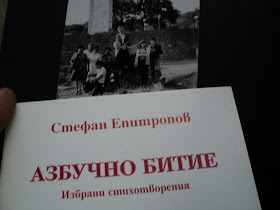 Стефан Епитропов
АЗБУЧНО БИТИЕ
Избрани стихотворения